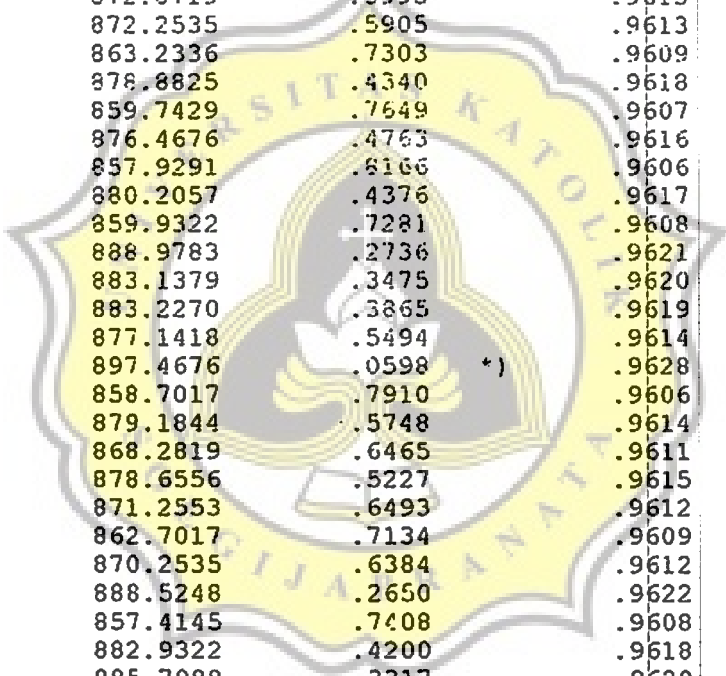 872.2535 .5905 .9613
863.2336 .7303 .9609
878.8825 .4340 .9618
859.7429 .7649 .9607
876.4676 .4763 .9616
857.9291 .8166 .9606
880.2057 .4376 .9617
859.9322 .7281 .9608
888.9783 .2736 .9621
883.1379 .3475 .9620
883.2270 .3865 .9619
877.1418 .5494 .9614
897.4676 .0598 *) .9628
858.7017 .7910 .9606
879.1844 .5748 .9614
868.2819 .6465 .9611
878.6556 .5227 .9615
871.2553 .6493 .9612
862.7017 .7134 .9609
870.2535 .6384 .9612
888.5248 .2650 .9622
857.4145 .7408 .9608
882.9322 .4200 .9618
UNIVERSITAS KATOLIK
SOEGIJAPRANATA